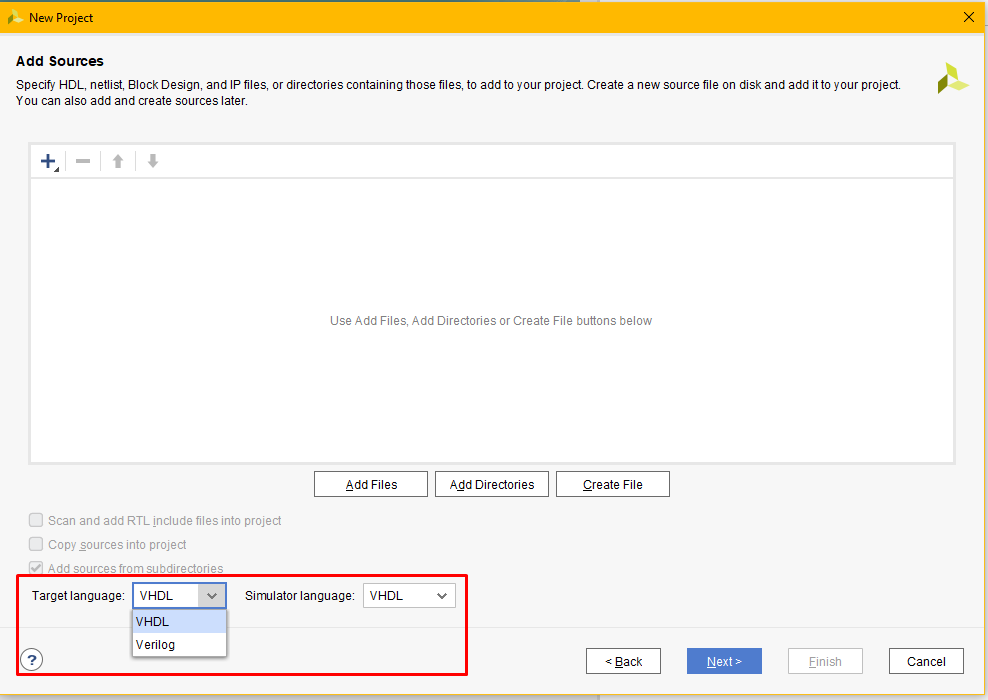 New Project
Add Sources
Specify HDL, netlist, Block Design, and IP files, or directories containing those files, to add to your project. Create a new source file on disk and add it to your project.
You can also add and create sources later.
Use Add Files, Add Directories or Create File buttons below
Add Files Add Directories Create File
Scan and add RTL include files into project
Copy sources into project
Add sources from subdirectories
Target language: VHDL Simulator language: VHDL
VHDL
Verilog
? < Back Next > Finish Cancel